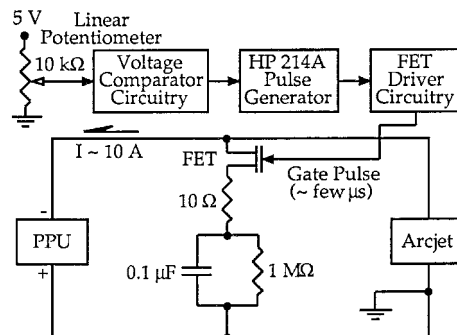 5 V
Linear
Potentiometer
10 kΩ
Voltage
Comparator
Circuitry
HP 214A
Pulse
Generator
FET
Driver
Circuitry
I ~ 10 A
FET
Gate Pulse
(~ few μs)
10 Ω
-
PPU
+
0.1 μF
1 MΩ
Arcjet